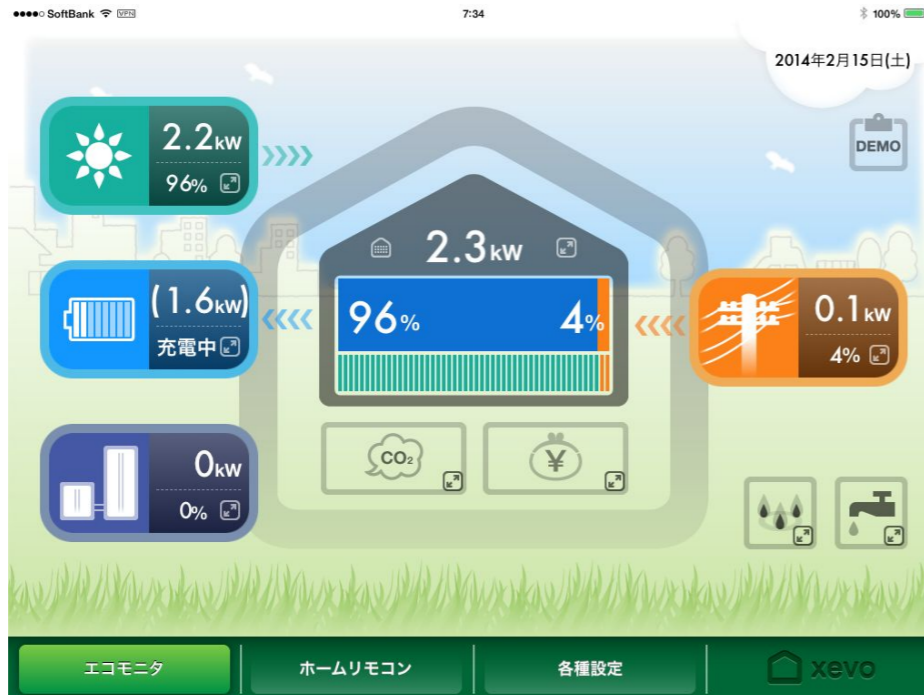 SoftBank VPN 7:34 100%
2014年2月15日(土)
DEMO
2.2kW
96%
2.3kW
96% 4%
(1.6kW)
充電中
0.1kW
4%
0kW
0%
CO₂
¥
エコモニタ ホームリモコン 各種設定 xevo